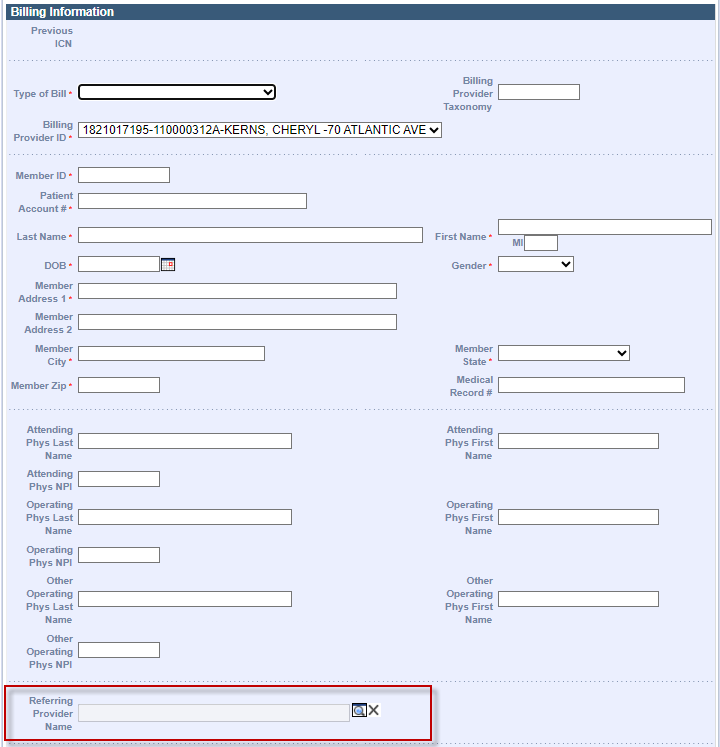 Billing Information
Previous
ICN
Type of Bill *
Billing
Provider
Taxonomy
Billing
Provider ID *
1821017195-110000312A-KERNS, CHERYL -70 ATLANTIC AVE
Member ID *
Patient
Account # *
Last Name *
First Name *
MI
DOB *
Gender *
Member
Address 1 *
Member
Address 2
Member
City *
Member
State *
Member Zip *
Medical
Record #
Attending
Phys Last
Name
Attending
Phys First
Name
Attending
Phys NPI
Operating
Phys Last
Name
Operating
Phys First
Name
Operating
Phys NPI
Other
Operating
Phys Last
Name
Other
Operating
Phys First
Name
Other
Operating
Phys NPI
Referring
Provider
Name